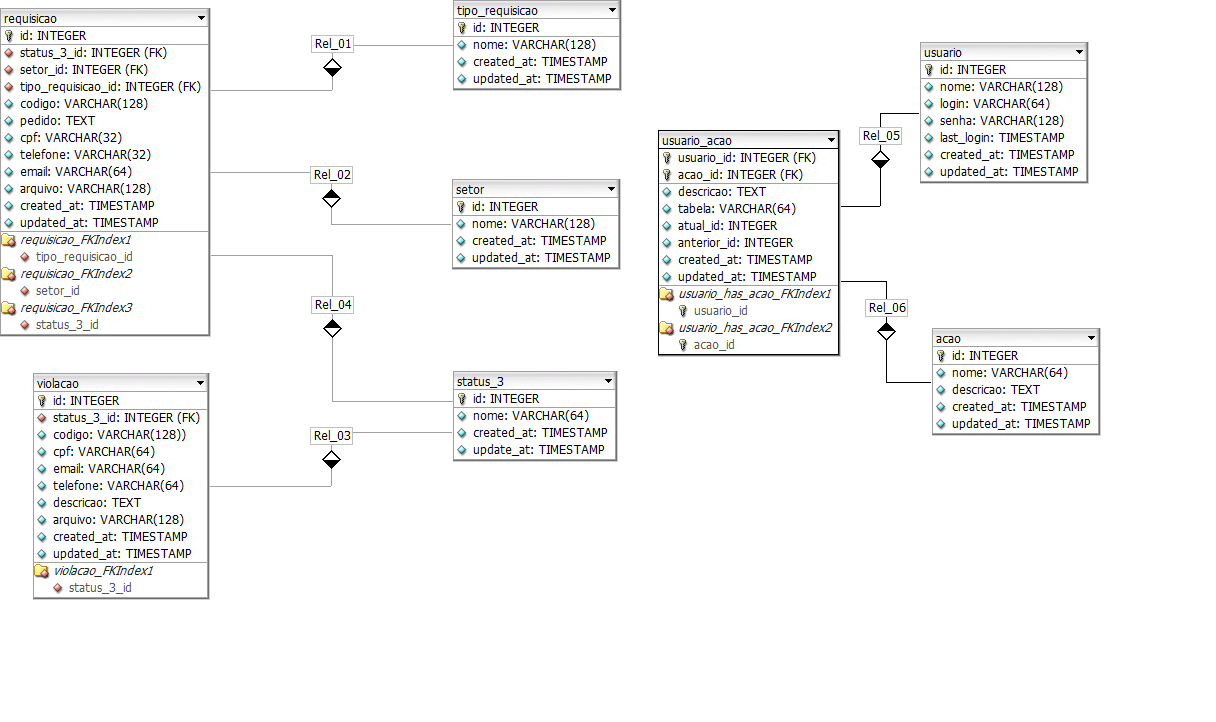 requisicao
id: INTEGER
status_3_id: INTEGER (FK)
setor_id: INTEGER (FK)
tipo_requisicao_id: INTEGER (FK)
codigo: VARCHAR(128)
pedido: TEXT
cpf: VARCHAR(32)
telefone: VARCHAR(32)
email: VARCHAR(64)
arquivo: VARCHAR(128)
created_at: TIMESTAMP
updated_at: TIMESTAMP
requisicao_FKIndex1
tipo_requisicao_id
requisicao_FKIndex2
setor_id
requisicao_FKIndex3
status_3_id
violacao
id: INTEGER
status_3_id: INTEGER (FK)
codigo: VARCHAR(128))
cpf: VARCHAR(64)
email: VARCHAR(64)
telefone: VARCHAR(64)
descricao: TEXT
arquivo: VARCHAR(128)
created_at: TIMESTAMP
updated_at: TIMESTAMP
violacao_FKIndex1
status_3_id
Rel_01
Rel_02
Rel_04
Rel_03
tipo_requisicao
id: INTEGER
nome: VARCHAR(128)
created_at: TIMESTAMP
updated_at: TIMESTAMP
setor
id: INTEGER
nome: VARCHAR(128)
created_at: TIMESTAMP
updated_at: TIMESTAMP
status_3
id: INTEGER
nome: VARCHAR(64)
created_at: TIMESTAMP
update_at: TIMESTAMP
usuario_acao
usuario_id: INTEGER (FK)
acao_id: INTEGER (FK)
descricao: TEXT
tabela: VARCHAR(64)
atual_id: INTEGER
anterior_id: INTEGER
created_at: TIMESTAMP
updated_at: TIMESTAMP
usuario_has_acao_FKIndex1
usuario_id
usuario_has_acao_FKIndex2
acao_id
Rel_05
Rel_06
usuario
id: INTEGER
nome: VARCHAR(128)
login: VARCHAR(64)
senha: VARCHAR(128)
last_login: TIMESTAMP
created_at: TIMESTAMP
updated_at: TIMESTAMP
acao
id: INTEGER
nome: VARCHAR(64)
descricao: TEXT
created_at: TIMESTAMP
updated_at: TIMESTAMP